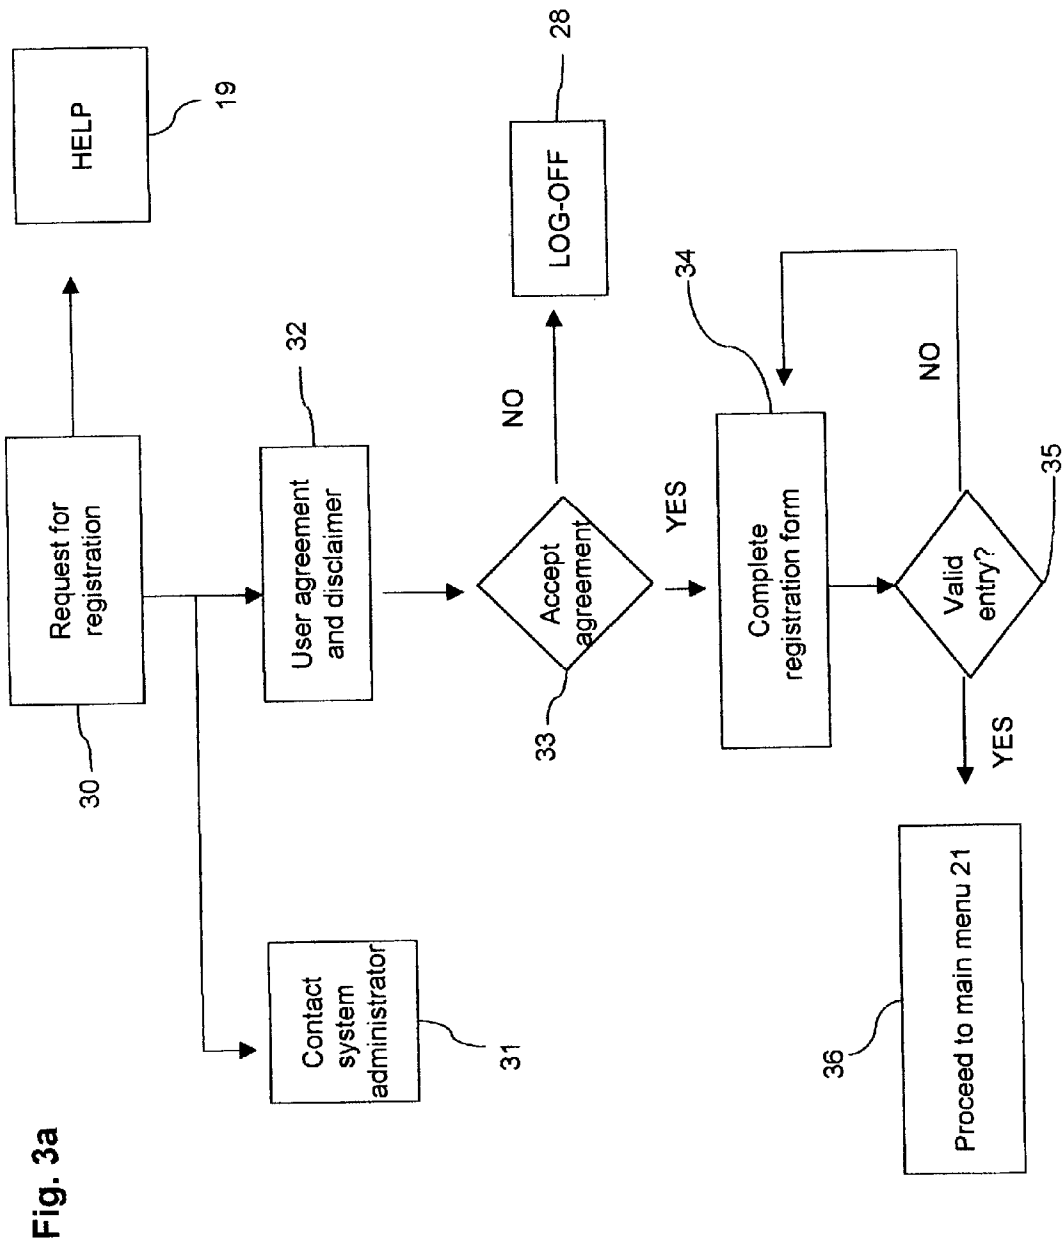 Fig. 3a
Request for
registration
30
HELP
19
Contact
system
administrator
31
User agreement
and disclaimer
32
Accept
agreement
33
NO
LOG-OFF
28
YES
Complete
registration form
34
Valid
entry?
35
NO
YES
Proceed to main menu 21
36